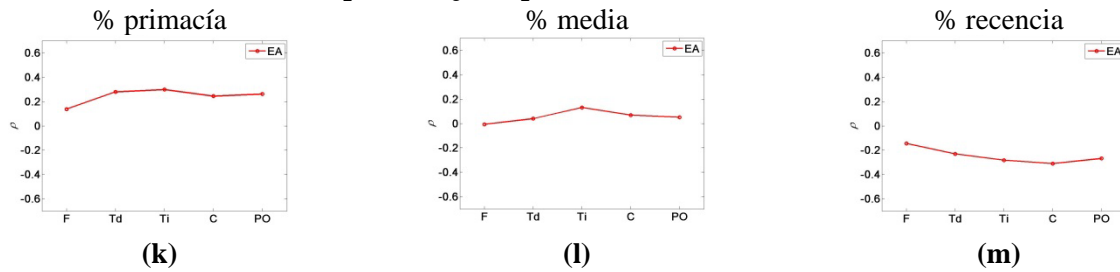 % primacía
% media
% recencia
EA
0.6
0.4
0.2
0
-0.2
-0.4
-0.6
ρ
F Td Ti C PO
EA
0.6
0.4
0.2
0
-0.2
-0.4
-0.6
ρ
F Td Ti C PO
EA
0.6
0.4
0.2
0
-0.2
-0.4
-0.6
ρ
F Td Ti C PO
(k)
(l)
(m)